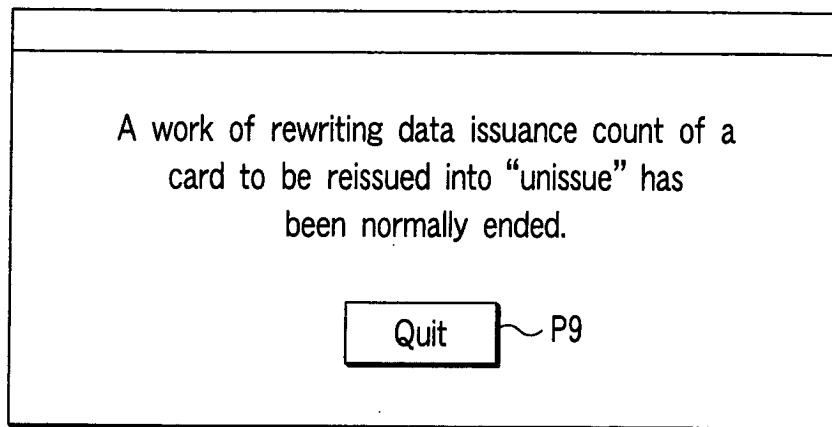 A work of rewriting data issuance count of a
card to be reissued into “unissue” has
been normally ended.
Quit
P9